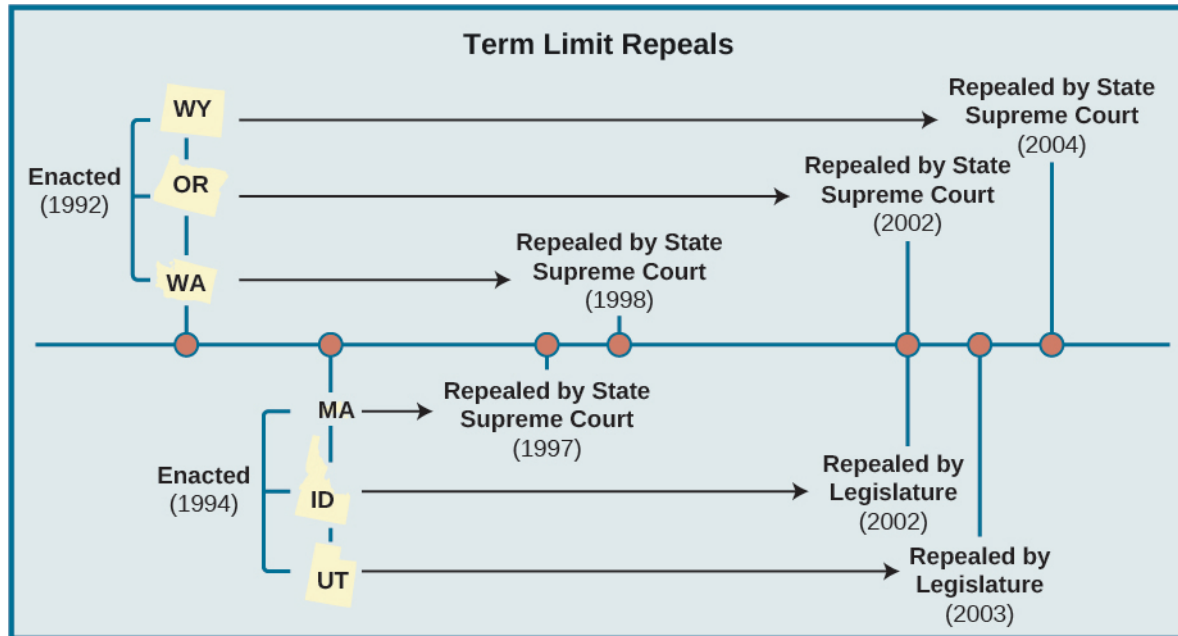 Term Limit Repeals
WY
Repealed by State
Supreme Court
(2004)
Enacted
(1992)
OR
Repealed by State
Supreme Court
(2002)
WA
Repealed by State
Supreme Court
(1998)
MA
Repealed by State
Supreme Court
(1997)
Enacted
(1994)
ID
Repealed by
Legislature
(2002)
UT
Repealed by
Legislature
(2003)